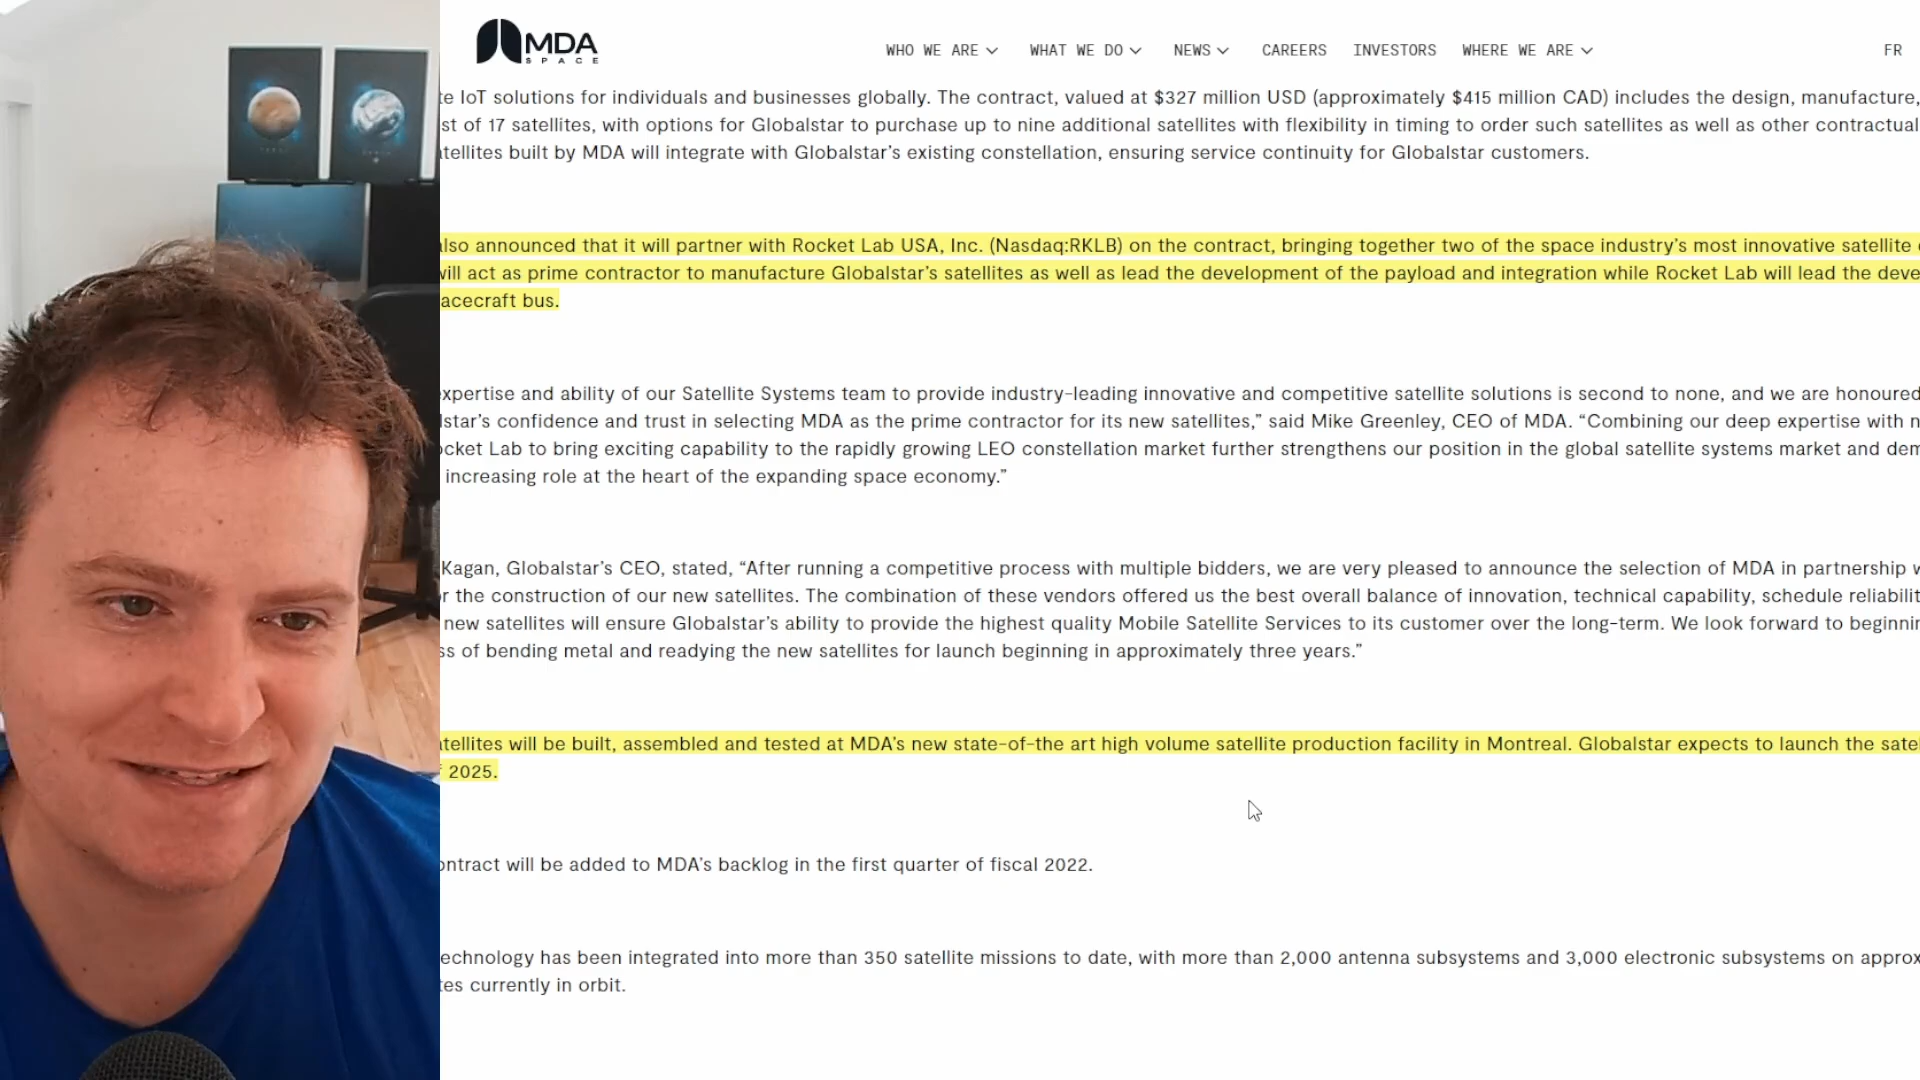 MDA
SPACE
WHO WE ARE
WHAT WE DO
NEWS
CAREERS
INVESTORS
WHERE WE ARE
FR
te IoT solutions for individuals and businesses globally. The contract, valued at $327 million USD (approximately $415 million CAD) includes the design, manufacture,
st of 17 satellites, with options for Globalstar to purchase up to nine additional satellites with flexibility in timing to order such satellites as well as other contractual
tellites built by MDA will integrate with Globalstar's existing constellation, ensuring service continuity for Globalstar customers.
also announced that it will partner with Rocket Lab USA, Inc. (Nasdaq:RKLB) on the contract, bringing together two of the space industry's most innovative satellite
will act as prime contractor to manufacture Globalstar's satellites as well as lead the development of the payload and integration while Rocket Lab will lead the deve
acecraft bus.
expertise and ability of our Satellite Systems team to provide industry-leading innovative and competitive satellite solutions is second to none, and we are honoured
lstar's confidence and trust in selecting MDA as the prime contractor for its new satellites,” said Mike Greenley, CEO of MDA. “Combining our deep expertise with n
ocket Lab to bring exciting capability to the rapidly growing LEO constellation market further strengthens our position in the global satellite systems market and dem
increasing role at the heart of the expanding space economy.”
Kagan, Globalstar's CEO, stated, “After running a competitive process with multiple bidders, we are very pleased to announce the selection of MDA in partnership w
r the construction of our new satellites. The combination of these vendors offered us the best overall balance of innovation, technical capability, schedule reliabilit
new satellites will ensure Globalstar's ability to provide the highest quality Mobile Satellite Services to its customer over the long-term. We look forward to beginnin
ss of bending metal and readying the new satellites for launch beginning in approximately three years.”
tellites will be built, assembled and tested at MDA's new state-of-the art high volume satellite production facility in Montreal. Globalstar expects to launch the sate
f 2025.
ontract will be added to MDA's backlog in the first quarter of fiscal 2022.
echnology has been integrated into more than 350 satellite missions to date, with more than 2,000 antenna subsystems and 3,000 electronic subsystems on approx
tes currently in orbit.